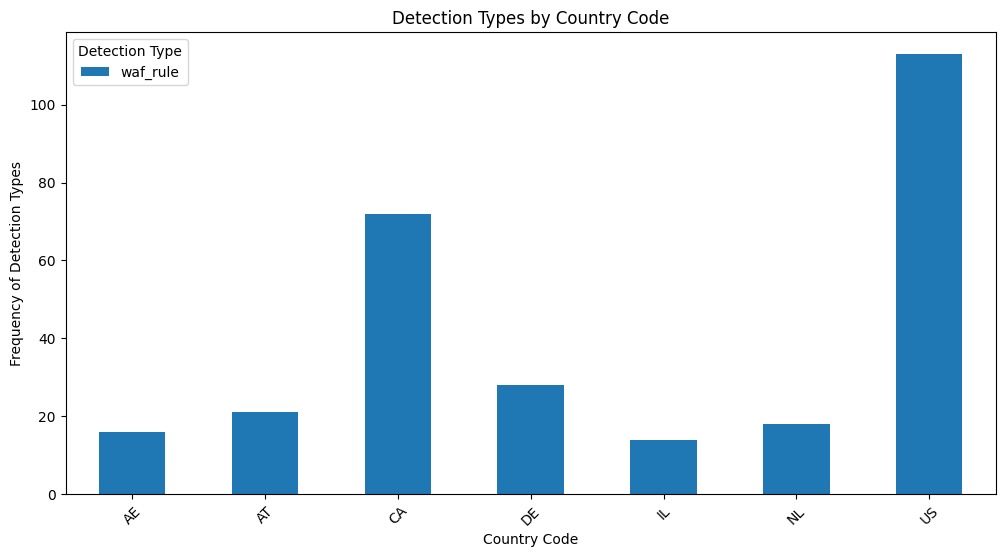 Detection Types by Country Code
Detection Type
waf_rule
Frequency of Detection Types
100
80
60
40
20
0
AE
AT
CA
DE
IL
NL
US
Country Code